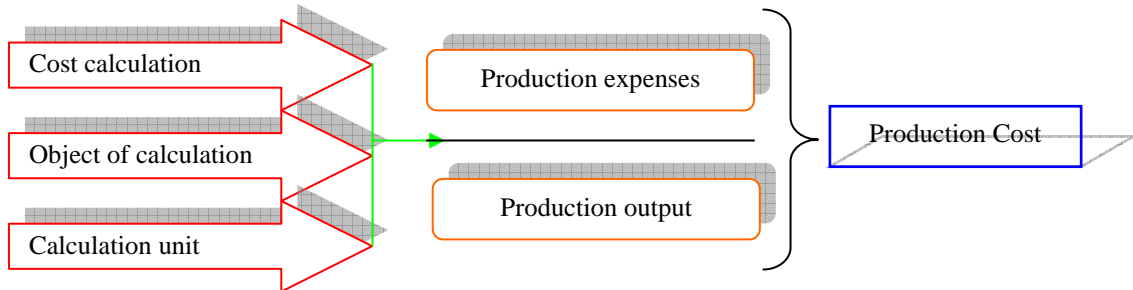 Cost calculation
Object of calculation
Calculation unit
Production expenses
Production output
Production Cost